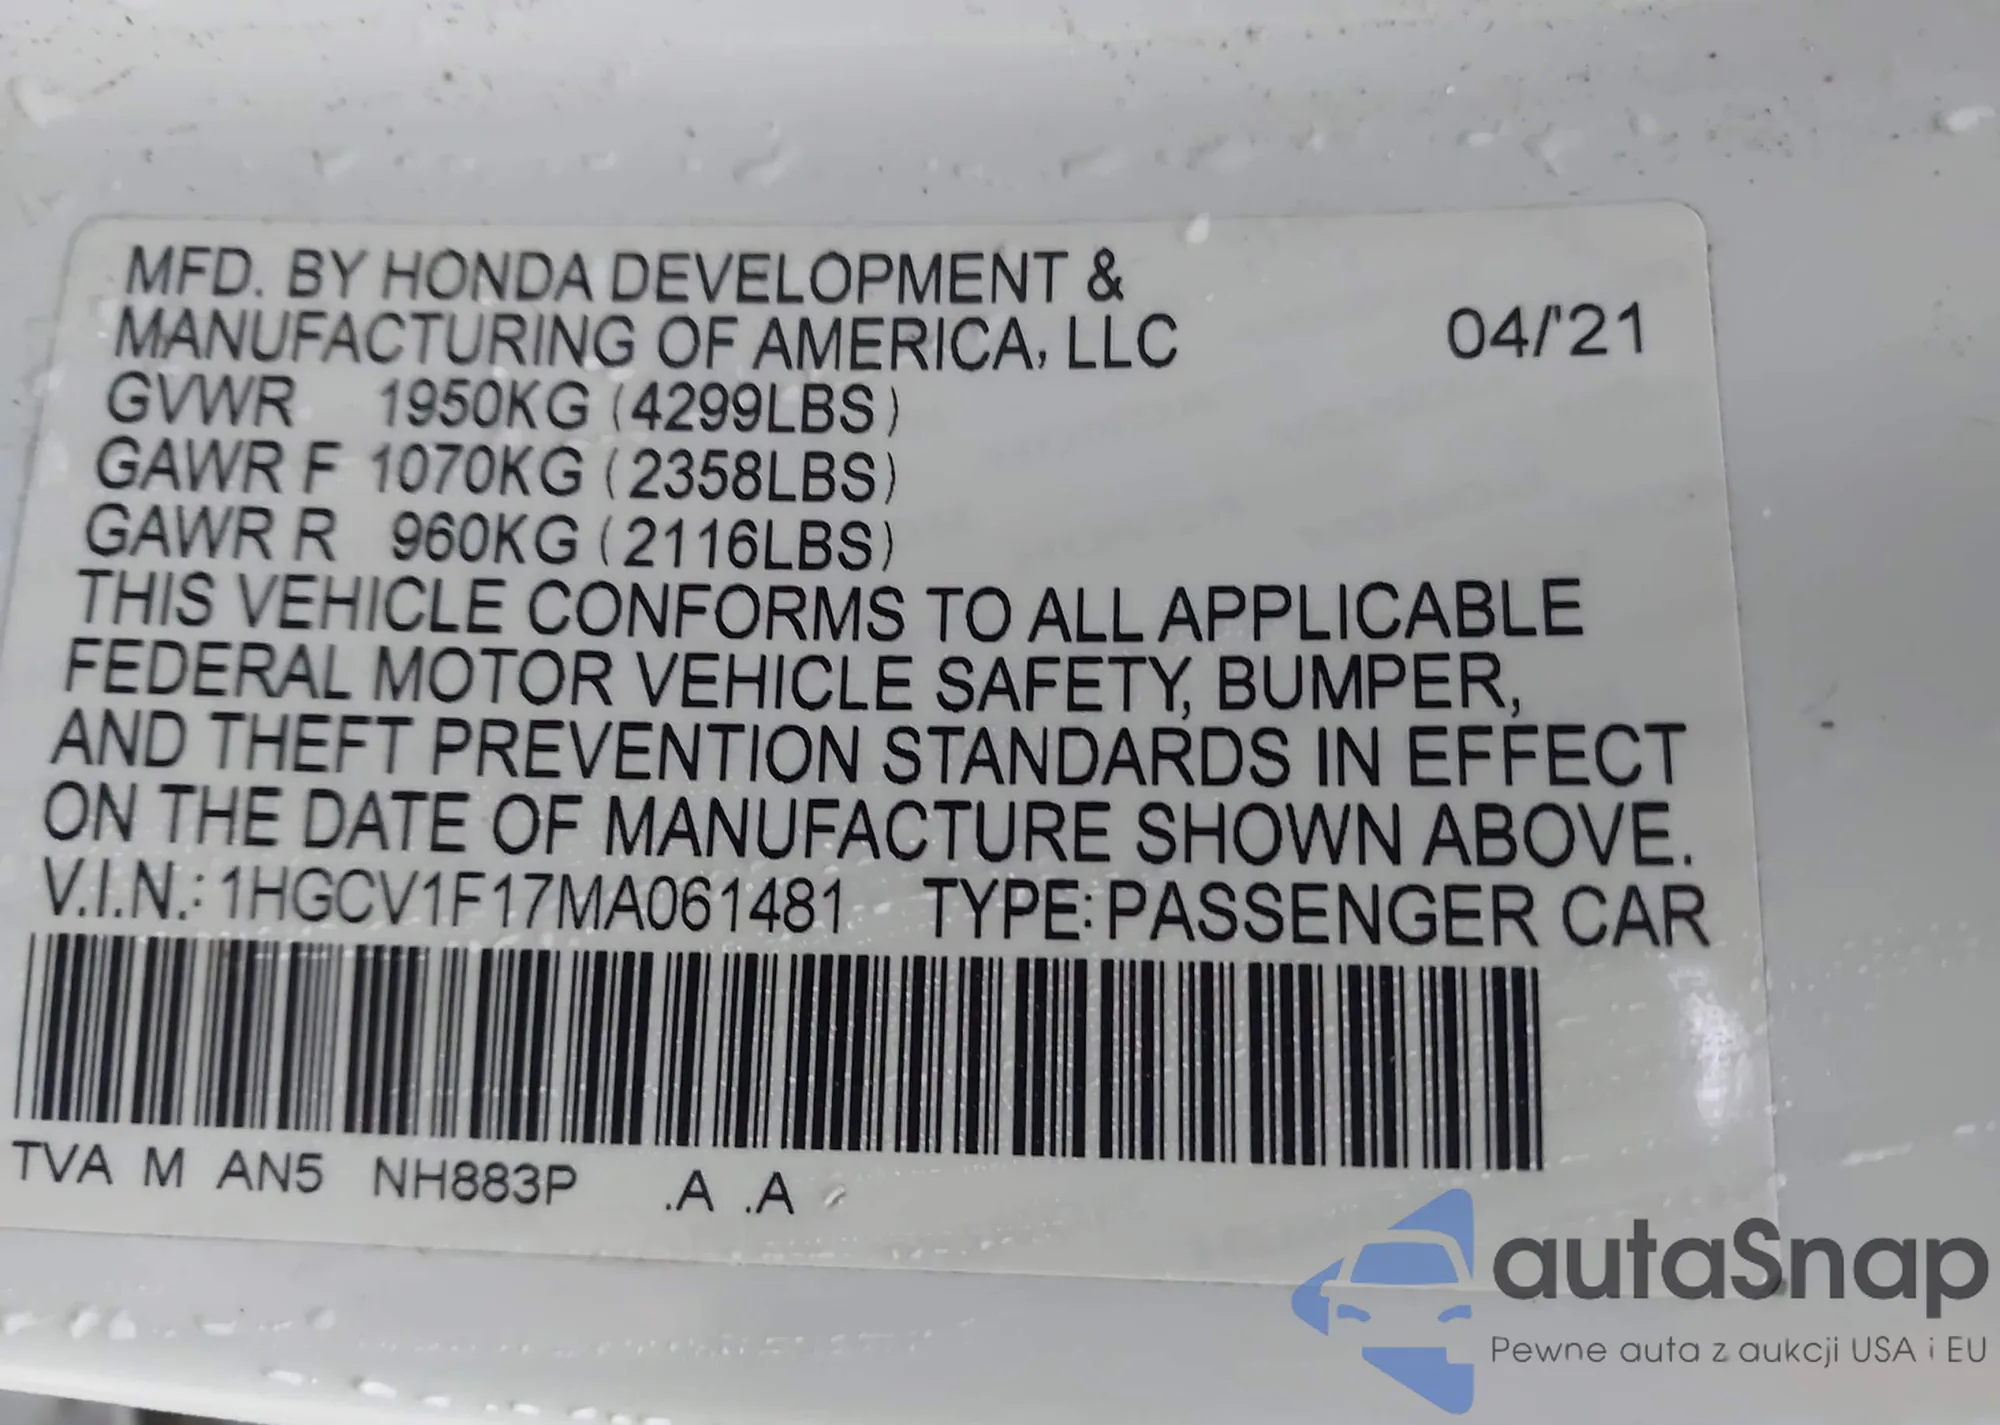 MFD. BY HONDA DEVELOPMENT &
MANUFACTURING OF AMERICA, LLC 04/'21
GVWR 1950KG (4299LBS)
GAWR F 1070KG (2358LBS)
GAWR R 960KG (2116LBS)
THIS VEHICLE CONFORMS TO ALL APPLICABLE
FEDERAL MOTOR VEHICLE SAFETY, BUMPER,
AND THEFT PREVENTION STANDARDS IN EFFECT
ON THE DATE OF MANUFACTURE SHOWN ABOVE.
V.I.N.: 1HGCV1F17MA061481 TYPE: PASSENGER CAR
TVA M AN5 NH883P .A .A
autaSnap
Pewne auta z aukcji USA i EU